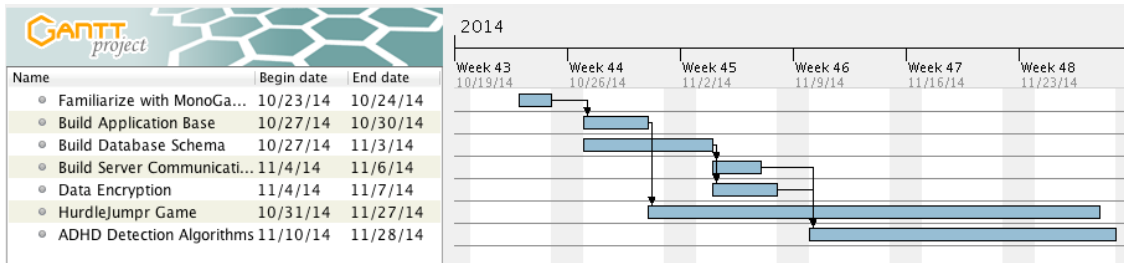 GANTT
project
2014
Week 43 Week 44 Week 45 Week 46 Week 47 Week 48
10/19/14 10/26/14 11/2/14 11/9/14 11/16/14 11/23/14
Name Begin date End date
Familiarize with MonoGa... 10/23/14 10/24/14
Build Application Base 10/27/14 10/30/14
Build Database Schema 10/27/14 11/3/14
Build Server Communicati... 11/4/14 11/6/14
Data Encryption 11/4/14 11/7/14
HurdleJumpr Game 10/31/14 11/27/14
ADHD Detection Algorithms 11/10/14 11/28/14